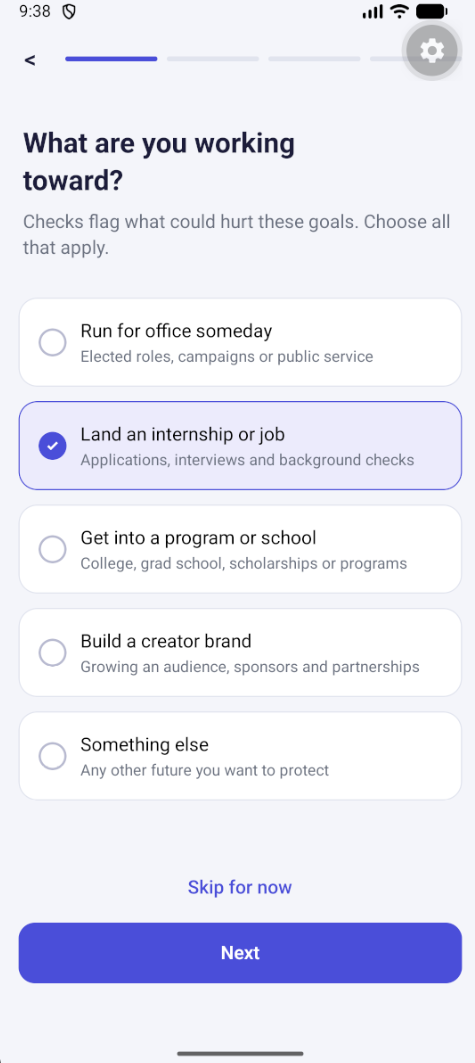 9:38
<
What are you working
toward?
Checks flag what could hurt these goals. Choose all
that apply.
Run for office someday
Elected roles, campaigns or public service
Land an internship or job
Applications, interviews and background checks
Get into a program or school
College, grad school, scholarships or programs
Build a creator brand
Growing an audience, sponsors and partnerships
Something else
Any other future you want to protect
Skip for now
Next